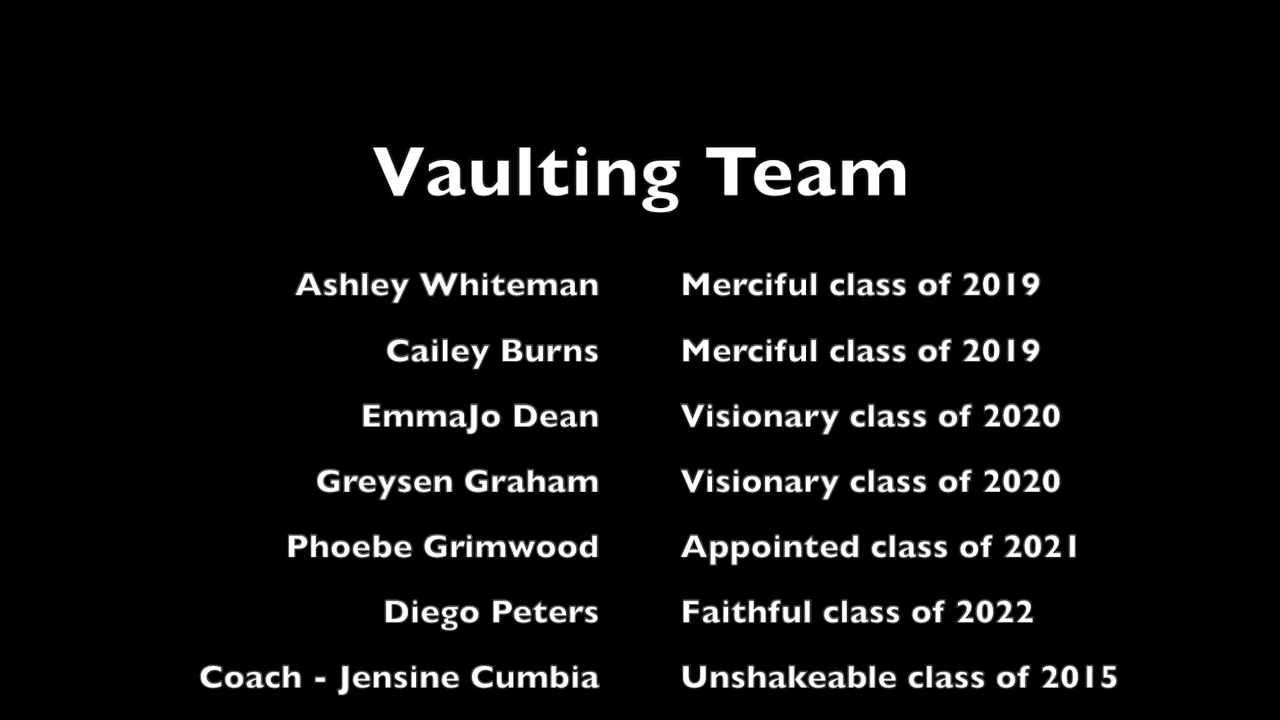 Vaulting Team
Ashley Whiteman Merciful class of 2019
Cailey Burns Merciful class of 2019
EmmaJo Dean Visionary class of 2020
Greysen Graham Visionary class of 2020
Phoebe Grimwood Appointed class of 2021
Diego Peters Faithful class of 2022
Coach - Jensine Cumbia Unshakeable class of 2015